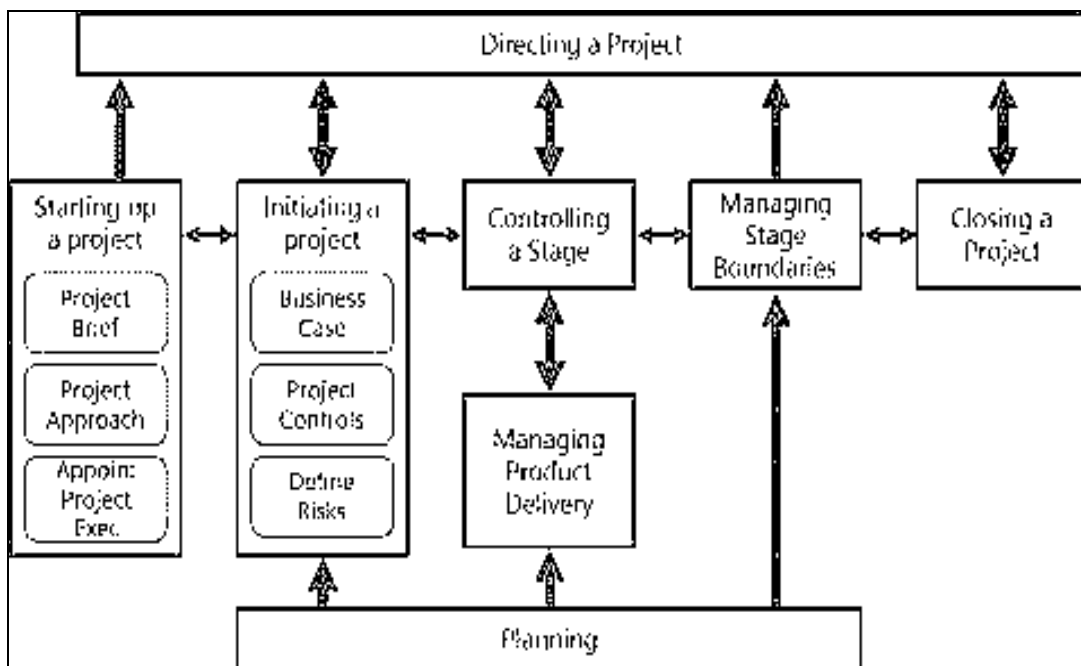 Directing a Project
Starting up
a project
Project
Brief
Project
Approach
Appoint
Project
Exec.
Initiating a
project
Business
Case
Project
Controls
Define
Risks
Controlling
a Stage
Managing
Product
Delivery
Managing
Stage
Boundaries
Closing a
Project
Planning